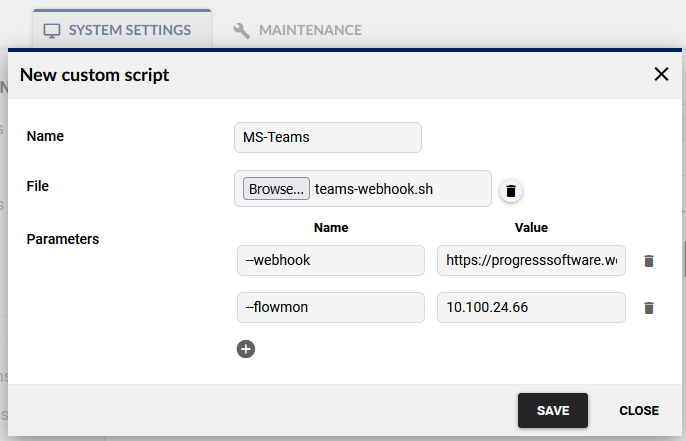 SYSTEM SETTINGS MAINTENANCE
New custom script
Name MS-Teams
File Browse... teams-webhook.sh
Parameters Name Value
--webhook https://progresssoftware.we
--flowmon 10.100.24.66
SAVE CLOSE